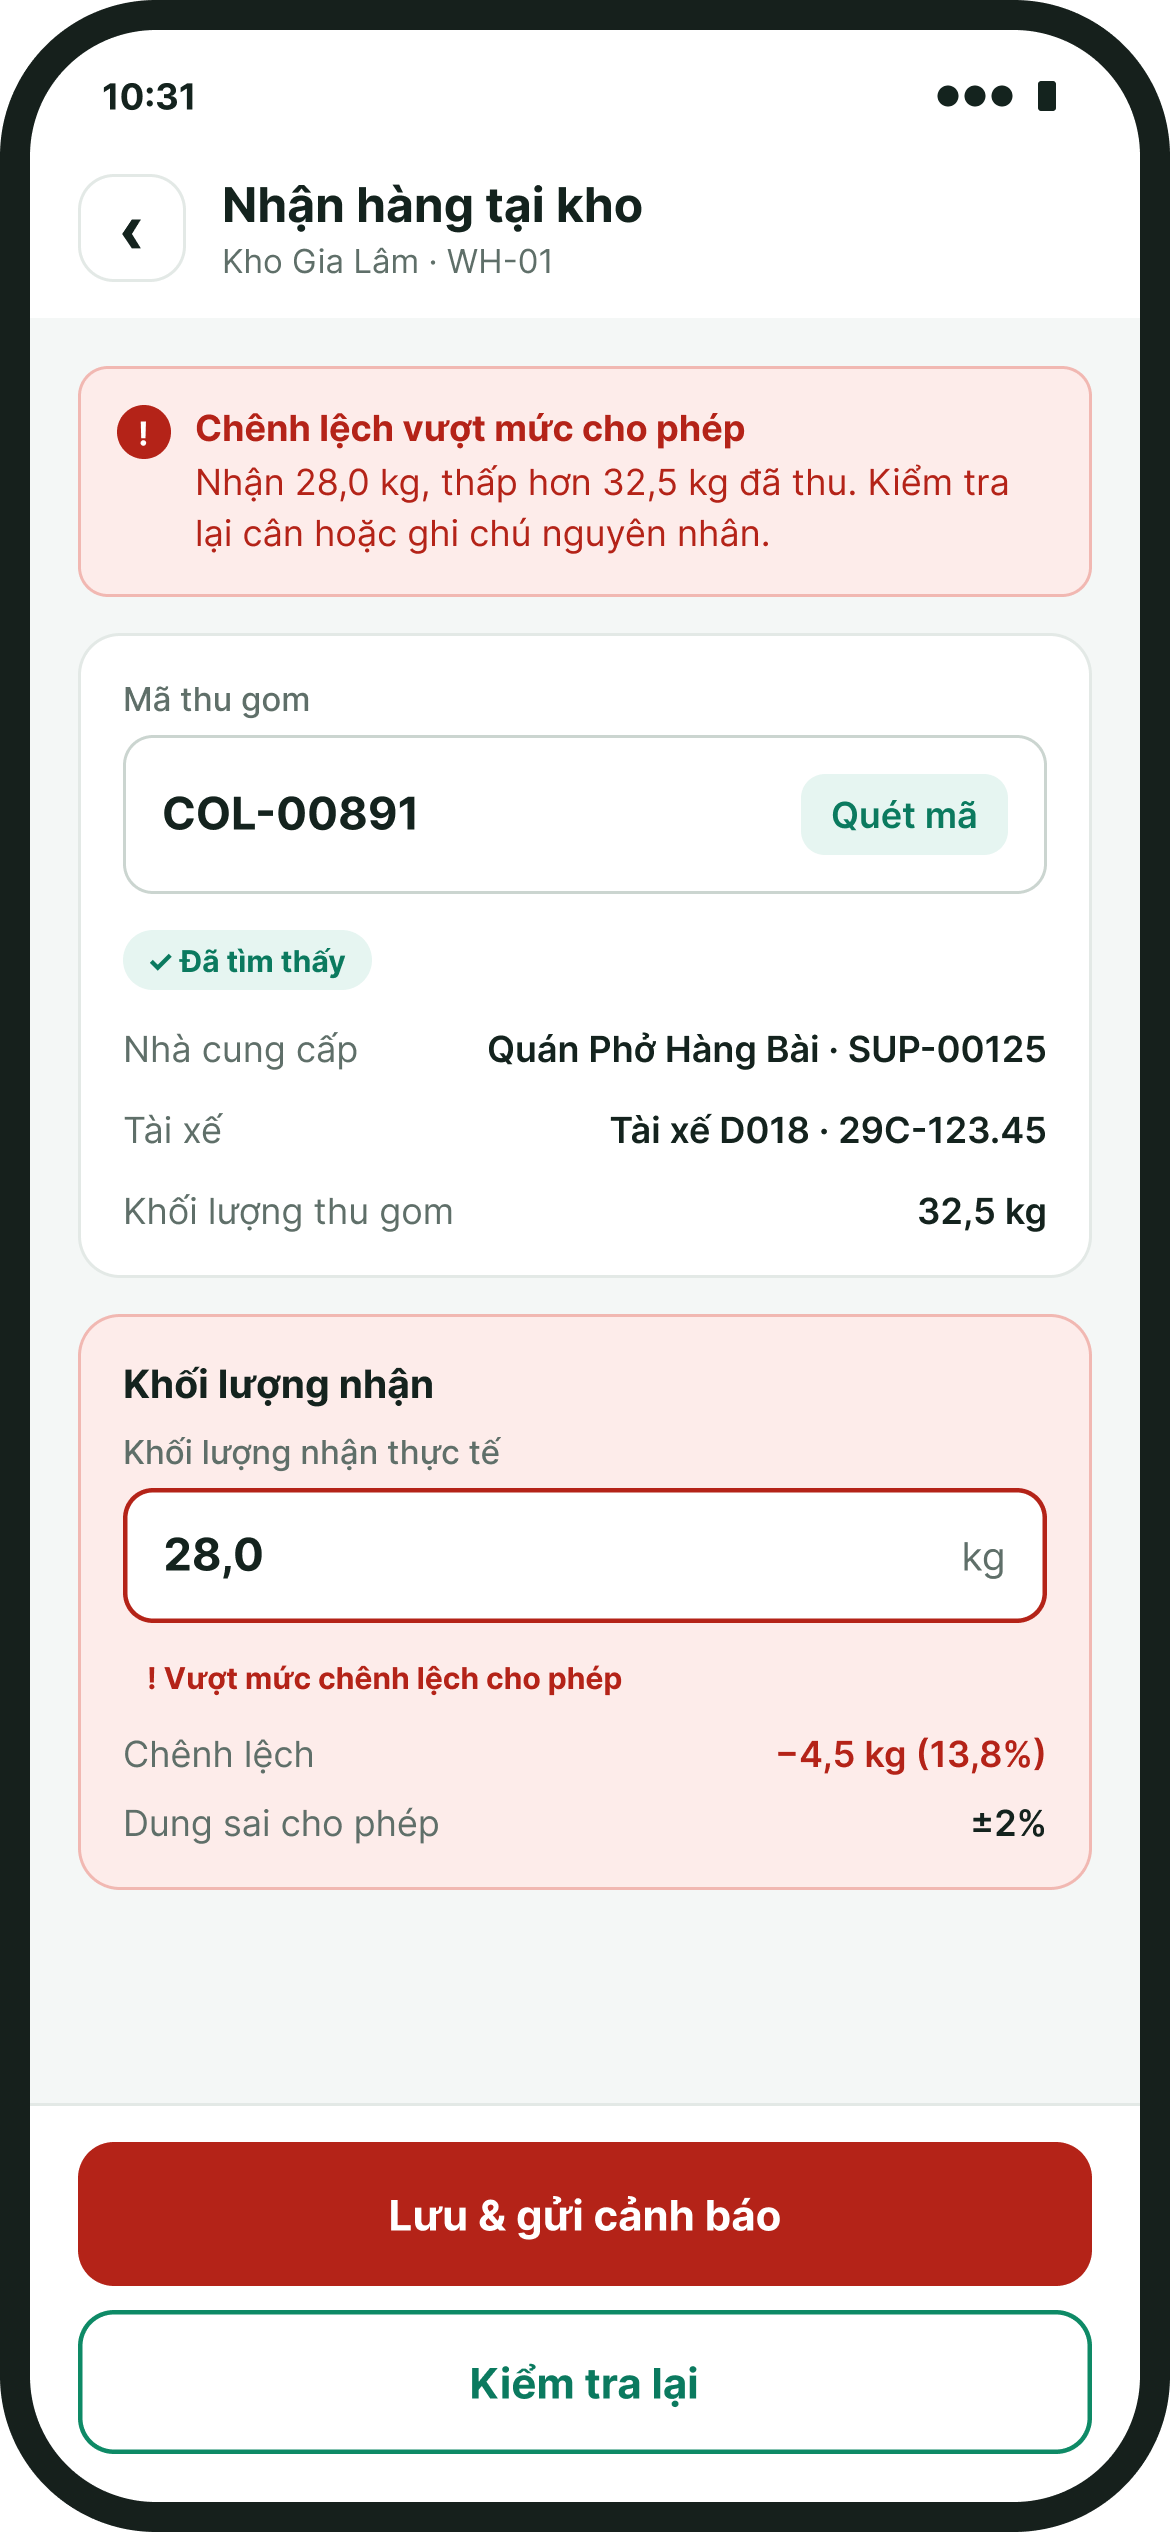 10:31
Nhận hàng tại kho
Kho Gia Lâm · WH-01
! Chênh lệch vượt mức cho phép
Nhận 28,0 kg, thấp hơn 32,5 kg đã thu. Kiểm tra
lại cân hoặc ghi chú nguyên nhân.
Mã thu gom
COL-00891 Quét mã
✓ Đã tìm thấy
Nhà cung cấp Quán Phở Hàng Bài · SUP-00125
Tài xế Tài xế D018 · 29C-123.45
Khối lượng thu gom 32,5 kg
Khối lượng nhận
Khối lượng nhận thực tế
28,0 kg
! Vượt mức chênh lệch cho phép
Chênh lệch −4,5 kg (13,8%)
Dung sai cho phép ±2%
Lưu & gửi cảnh báo
Kiểm tra lại